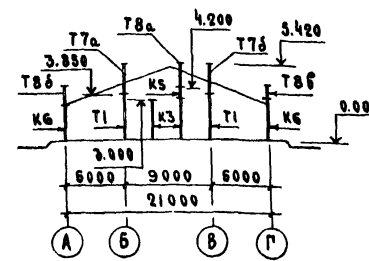 Т8а
4.200
Т7а
Т7б
5.420
3.850
Т8б
К5
Т8б
0.00
К6
Т1
К3
Т1
К6
3.000
6000
9000
6000
21000
А
Б
В
Г